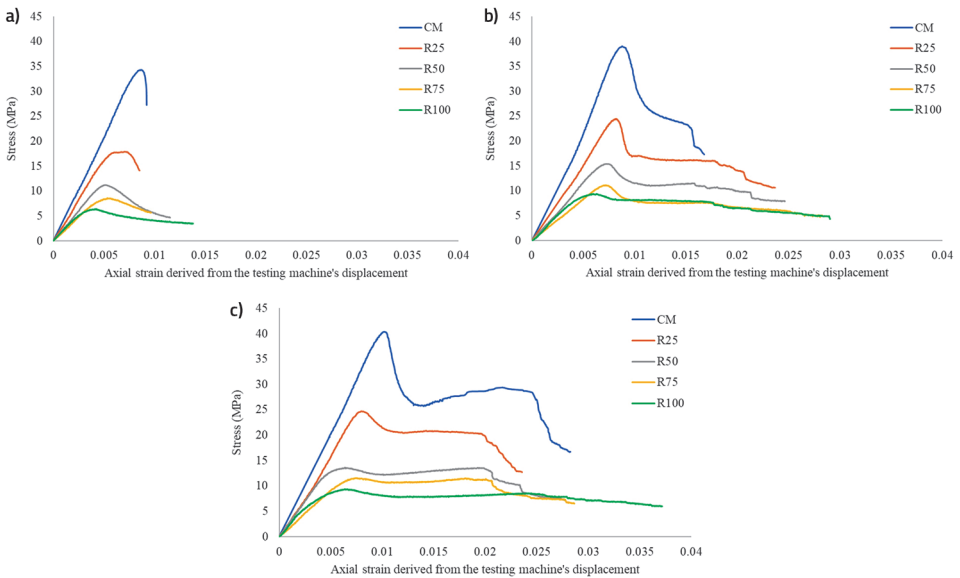 a)
45
40
35
30
25
20
15
10
5
0
Stress (MPa)
0 0.005 0.01 0.015 0.02 0.025 0.03 0.035 0.04
Axial strain derived from the testing machine's displacement
CM
R25
R50
R75
R100
b)
45
40
35
30
25
20
15
10
5
0
Stress (MPa)
0 0.005 0.01 0.015 0.02 0.025 0.03 0.035 0.04
Axial strain derived from the testing machine's displacement
CM
R25
R50
R75
R100
c)
45
40
35
30
25
20
15
10
5
0
Stress (MPa)
0 0.005 0.01 0.015 0.02 0.025 0.03 0.035 0.04
Axial strain derived from the testing machine's displacement
CM
R25
R50
R75
R100